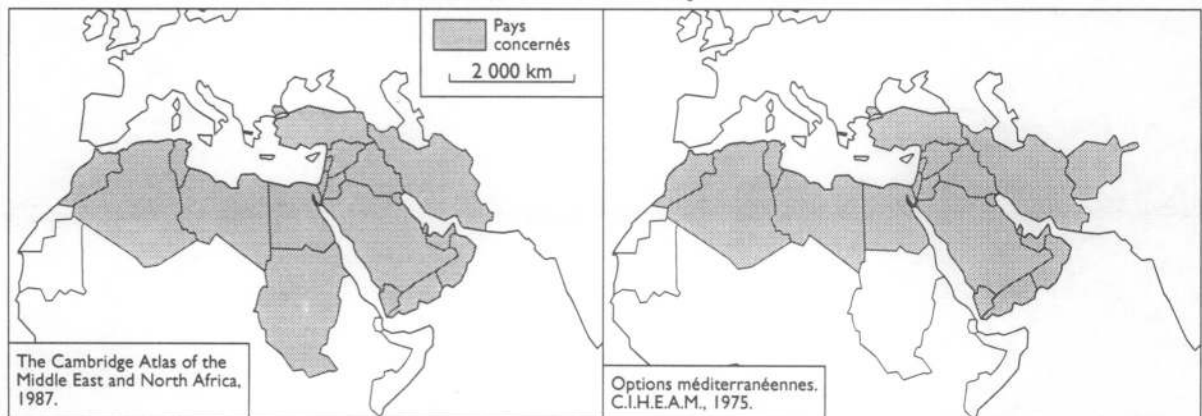 Pays
concernés
2 000 km
The Cambridge Atlas of the
Middle East and North Africa,
1987.
Options méditerranéennes.
C.I.H.E.A.M., 1975.